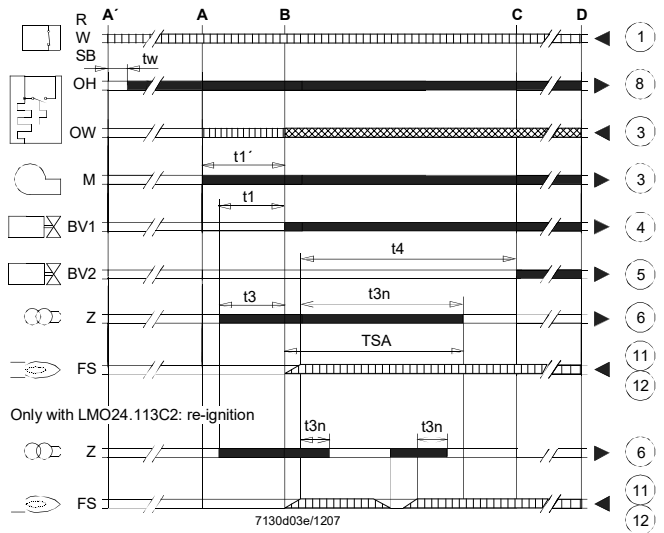 R A´ A B C D
W 1
SB tw
OH 8
OW 3
t1´
M 3
t1
BV1 4
t4
BV2 5
t3 t3n
Z 6
TSA 11
FS
12
Only with LMO24.113C2: re-ignition
t3n t3n
Z 6
11
FS
7130d03e/1207 12